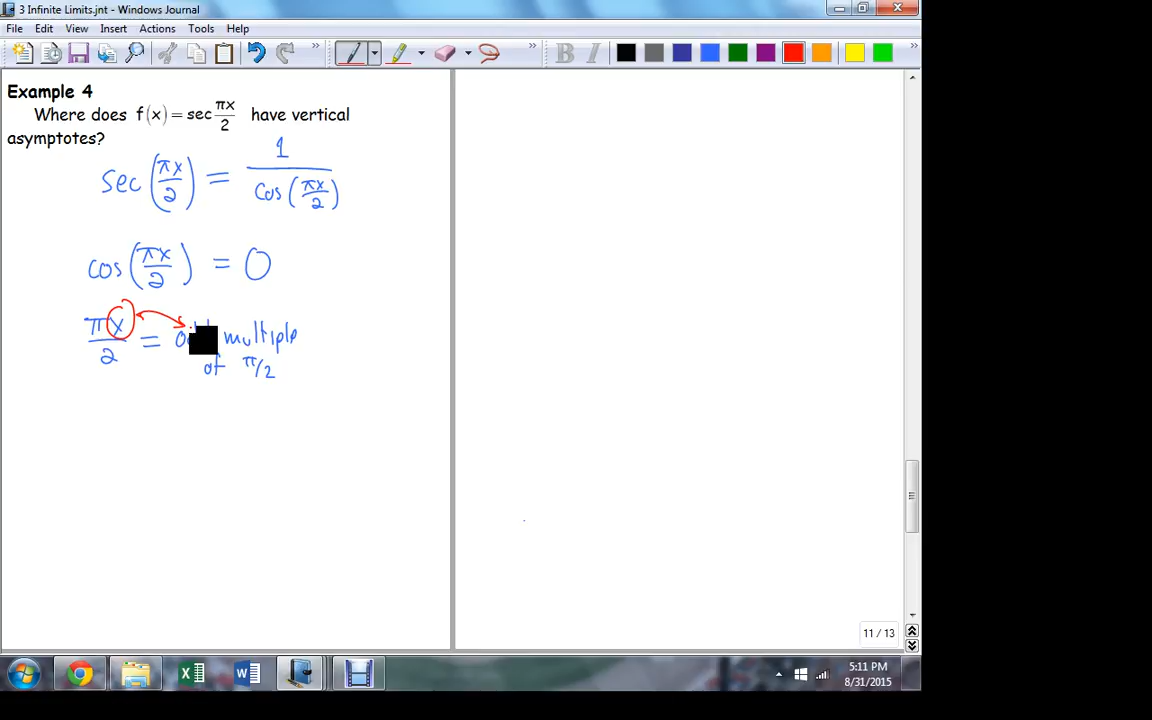 3 Infinite Limits.jnt - Windows Journal
File Edit View Insert Actions Tools Help
Example 4
Where does f(x) = sec πx/2 have vertical
asymptotes?
sec(πx/2) = 1/cos(πx/2)
cos(πx/2) = 0
πx/2 = multiple
of π/2
11 / 13
5:11 PM
8/31/2015